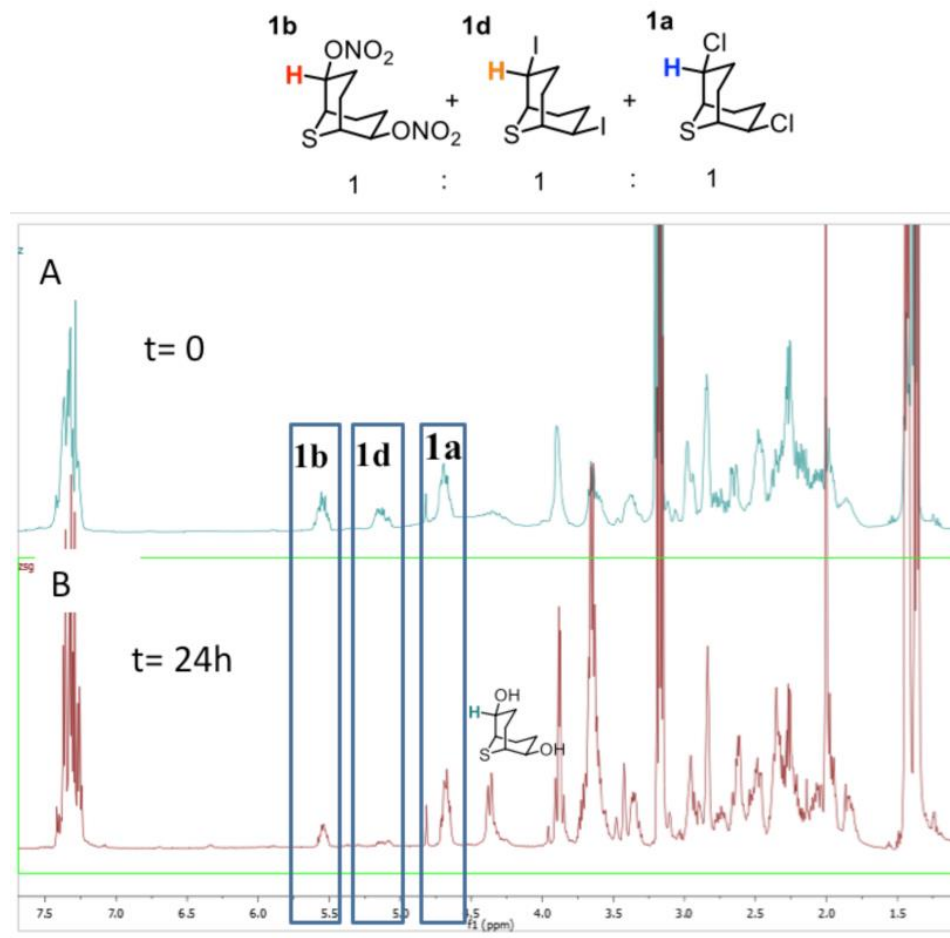 1b 1d 1a
ONO2 I Cl
H H H
+ +
S ONO2 S I S Cl
1 : 1 : 1
z
A
t= 0
1b 1d 1a
zsg
B
t= 24h
OH
H
S OH
7.5 7.0 6.5 6.0 5.5 5.0 4.5 4.0 3.5 3.0 2.5 2.0 1.5
f1 (ppm)